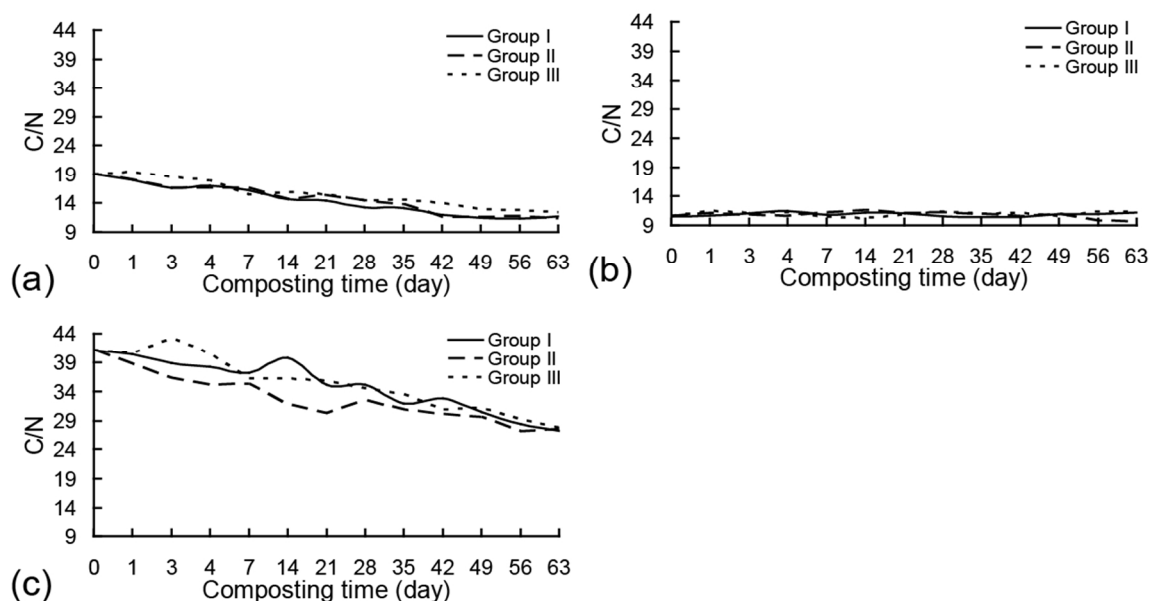 44
39
34
29
24
19
14
9
C/N
Group I
Group II
Group III
0 1 3 4 7 14 21 28 35 42 49 56 63
Composting time (day)
(a)
44
39
34
29
24
19
14
9
C/N
Group I
Group II
Group III
0 1 3 4 7 14 21 28 35 42 49 56 63
Composting time (day)
(b)
44
39
34
29
24
19
14
9
C/N
Group I
Group II
Group III
0 1 3 4 7 14 21 28 35 42 49 56 63
Composting time (day)
(c)